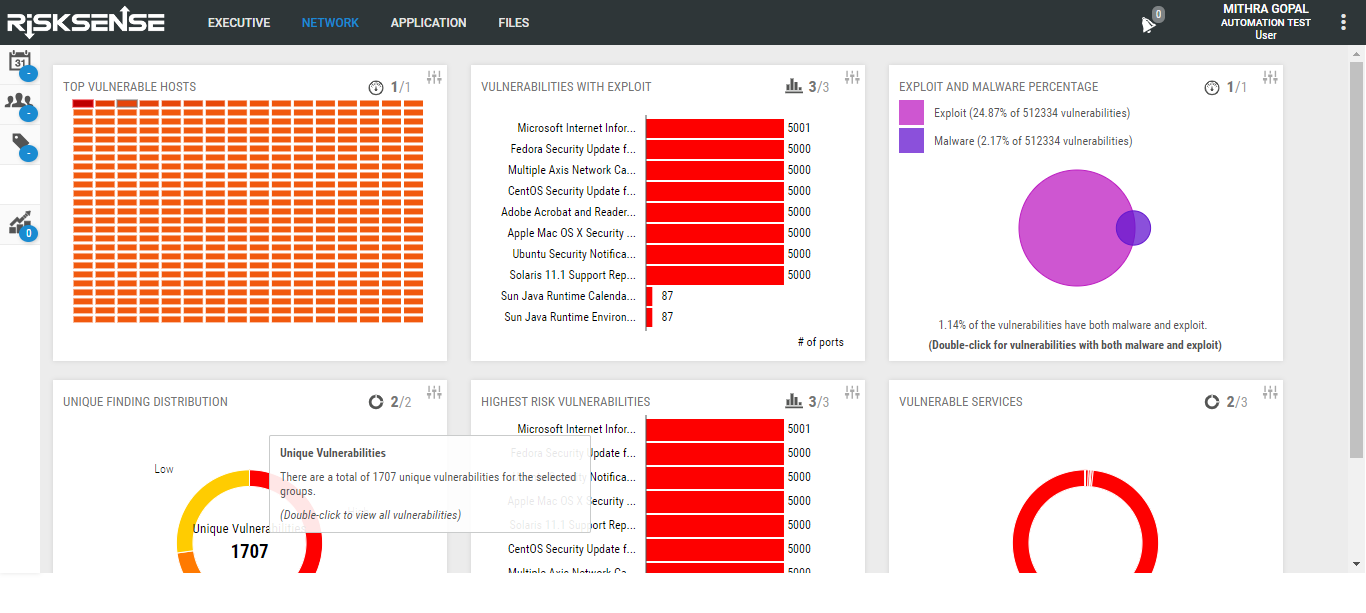 RiSKSENSE
EXECUTIVE
NETWORK
APPLICATION
FILES
0
MITHRA GOPAL
AUTOMATION TEST
User
31
-
-
-
0
TOP VULNERABLE HOSTS
1/1
VULNERABILITIES WITH EXPLOIT
3/3
Microsoft Internet Infor... 5001
Fedora Security Update f... 5000
Multiple Axis Network Ca... 5000
CentOS Security Update f... 5000
Adobe Acrobat and Reader... 5000
Apple Mac OS X Security ... 5000
Ubuntu Security Notifica... 5000
Solaris 11.1 Support Rep... 5000
Sun Java Runtime Calenda... 87
Sun Java Runtime Environ... 87
# of ports
EXPLOIT AND MALWARE PERCENTAGE
1/1
Exploit (24.87% of 512334 vulnerabilities)
Malware (2.17% of 512334 vulnerabilities)
1.14% of the vulnerabilities have both malware and exploit.
(Double-click for vulnerabilities with both malware and exploit)
UNIQUE FINDING DISTRIBUTION
2/2
Low
Unique Vulnerabilitie
1707
Unique Vulnerabilities
There are a total of 1707 unique vulnerabilities for the selected
groups.
(Double-click to view all vulnerabilities)
HIGHEST RISK VULNERABILITIES
3/3
Microsoft Internet Infor... 5001
Fedora Security Update f... 5000
Notifica... 5000
Apple Mac OS X Security ... 5000
Solaris 11.1 Support Rep... 5000
CentOS Security Update f... 5000
Multiple Axis Network Ca... 5000
VULNERABLE SERVICES
2/3